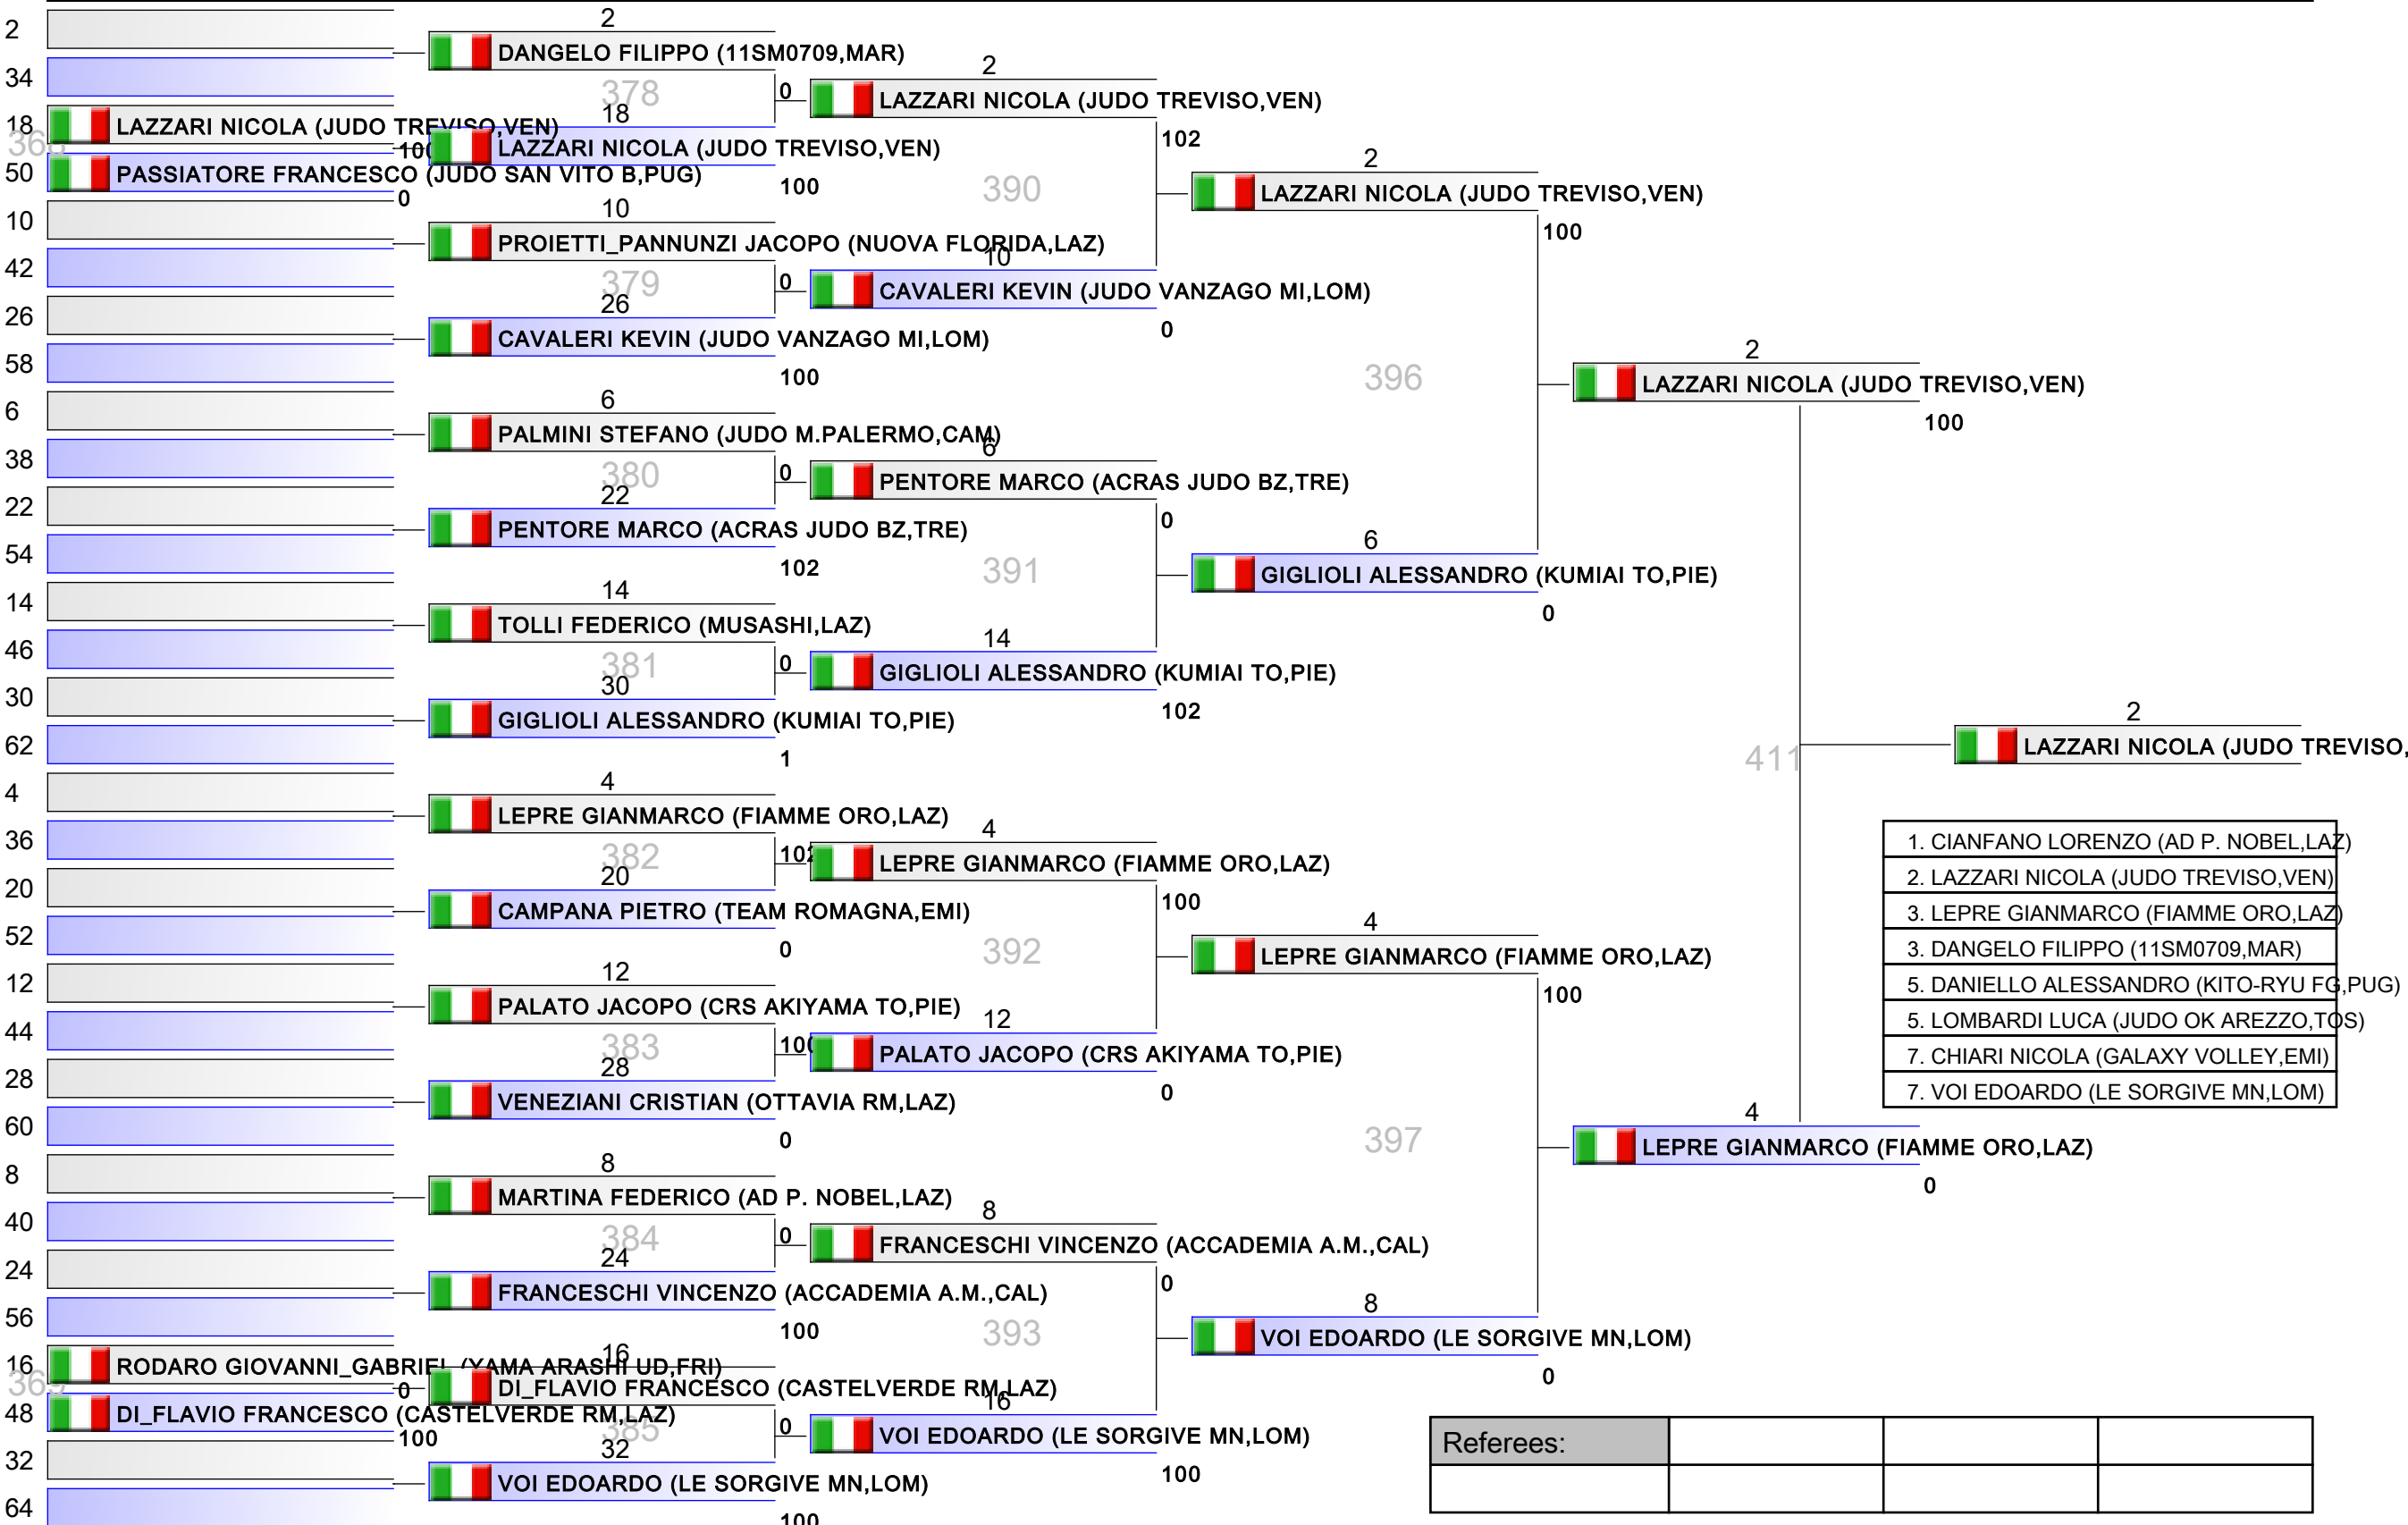 2
34
18
LAZZARI NICOLA (JUDO TREVISO,VEN)
100
50
PASSIATORE FRANCESCO (JUDO SAN VITO B,PUG)
0
10
42
26
58
6
38
22
54
14
46
30
62
4
36
20
52
12
44
28
60
8
40
24
56
16
RODARO GIOVANNI_GABRIEL (YAMA ARASHI UD,FRI)
0
369
48
DI_FLAVIO FRANCESCO (CASTELVERDE RM,LAZ)
100
32
64
2
DANGELO FILIPPO (11SM0709,MAR)
0
378
18
LAZZARI NICOLA (JUDO TREVISO,VEN)
100
10
PROIETTI_PANNUNZI JACOPO (NUOVA FLORIDA,LAZ)
0
379
26
CAVALERI KEVIN (JUDO VANZAGO MI,LOM)
100
6
PALMINI STEFANO (JUDO M.PALERMO,CAM)
0
380
22
PENTORE MARCO (ACRAS JUDO BZ,TRE)
102
14
TOLLI FEDERICO (MUSASHI,LAZ)
0
381
30
GIGLIOLI ALESSANDRO (KUMIAI TO,PIE)
1
4
LEPRE GIANMARCO (FIAMME ORO,LAZ)
102
382
20
CAMPANA PIETRO (TEAM ROMAGNA,EMI)
0
12
PALATO JACOPO (CRS AKIYAMA TO,PIE)
100
383
28
VENEZIANI CRISTIAN (OTTAVIA RM,LAZ)
0
8
MARTINA FEDERICO (AD P. NOBEL,LAZ)
0
384
24
FRANCESCHI VINCENZO (ACCADEMIA A.M.,CAL)
100
16
DI_FLAVIO FRANCESCO (CASTELVERDE RM,LAZ)
0
385
32
VOI EDOARDO (LE SORGIVE MN,LOM)
100
2
LAZZARI NICOLA (JUDO TREVISO,VEN)
102
390
10
CAVALERI KEVIN (JUDO VANZAGO MI,LOM)
0
6
PENTORE MARCO (ACRAS JUDO BZ,TRE)
0
391
14
GIGLIOLI ALESSANDRO (KUMIAI TO,PIE)
102
4
LEPRE GIANMARCO (FIAMME ORO,LAZ)
100
392
12
PALATO JACOPO (CRS AKIYAMA TO,PIE)
0
8
FRANCESCHI VINCENZO (ACCADEMIA A.M.,CAL)
0
393
16
VOI EDOARDO (LE SORGIVE MN,LOM)
100
2
LAZZARI NICOLA (JUDO TREVISO,VEN)
100
396
6
GIGLIOLI ALESSANDRO (KUMIAI TO,PIE)
0
4
LEPRE GIANMARCO (FIAMME ORO,LAZ)
100
397
8
VOI EDOARDO (LE SORGIVE MN,LOM)
0
2
LAZZARI NICOLA (JUDO TREVISO,VEN)
100
411
4
LEPRE GIANMARCO (FIAMME ORO,LAZ)
0
2
LAZZARI NICOLA (JUDO TREVISO,
1. CIANFANO LORENZO (AD P. NOBEL,LAZ)
2. LAZZARI NICOLA (JUDO TREVISO,VEN)
3. LEPRE GIANMARCO (FIAMME ORO,LAZ)
3. DANGELO FILIPPO (11SM0709,MAR)
5. DANIELLO ALESSANDRO (KITO-RYU FG,PUG)
5. LOMBARDI LUCA (JUDO OK AREZZO,TOS)
7. CHIARI NICOLA (GALAXY VOLLEY,EMI)
7. VOI EDOARDO (LE SORGIVE MN,LOM)
Referees: